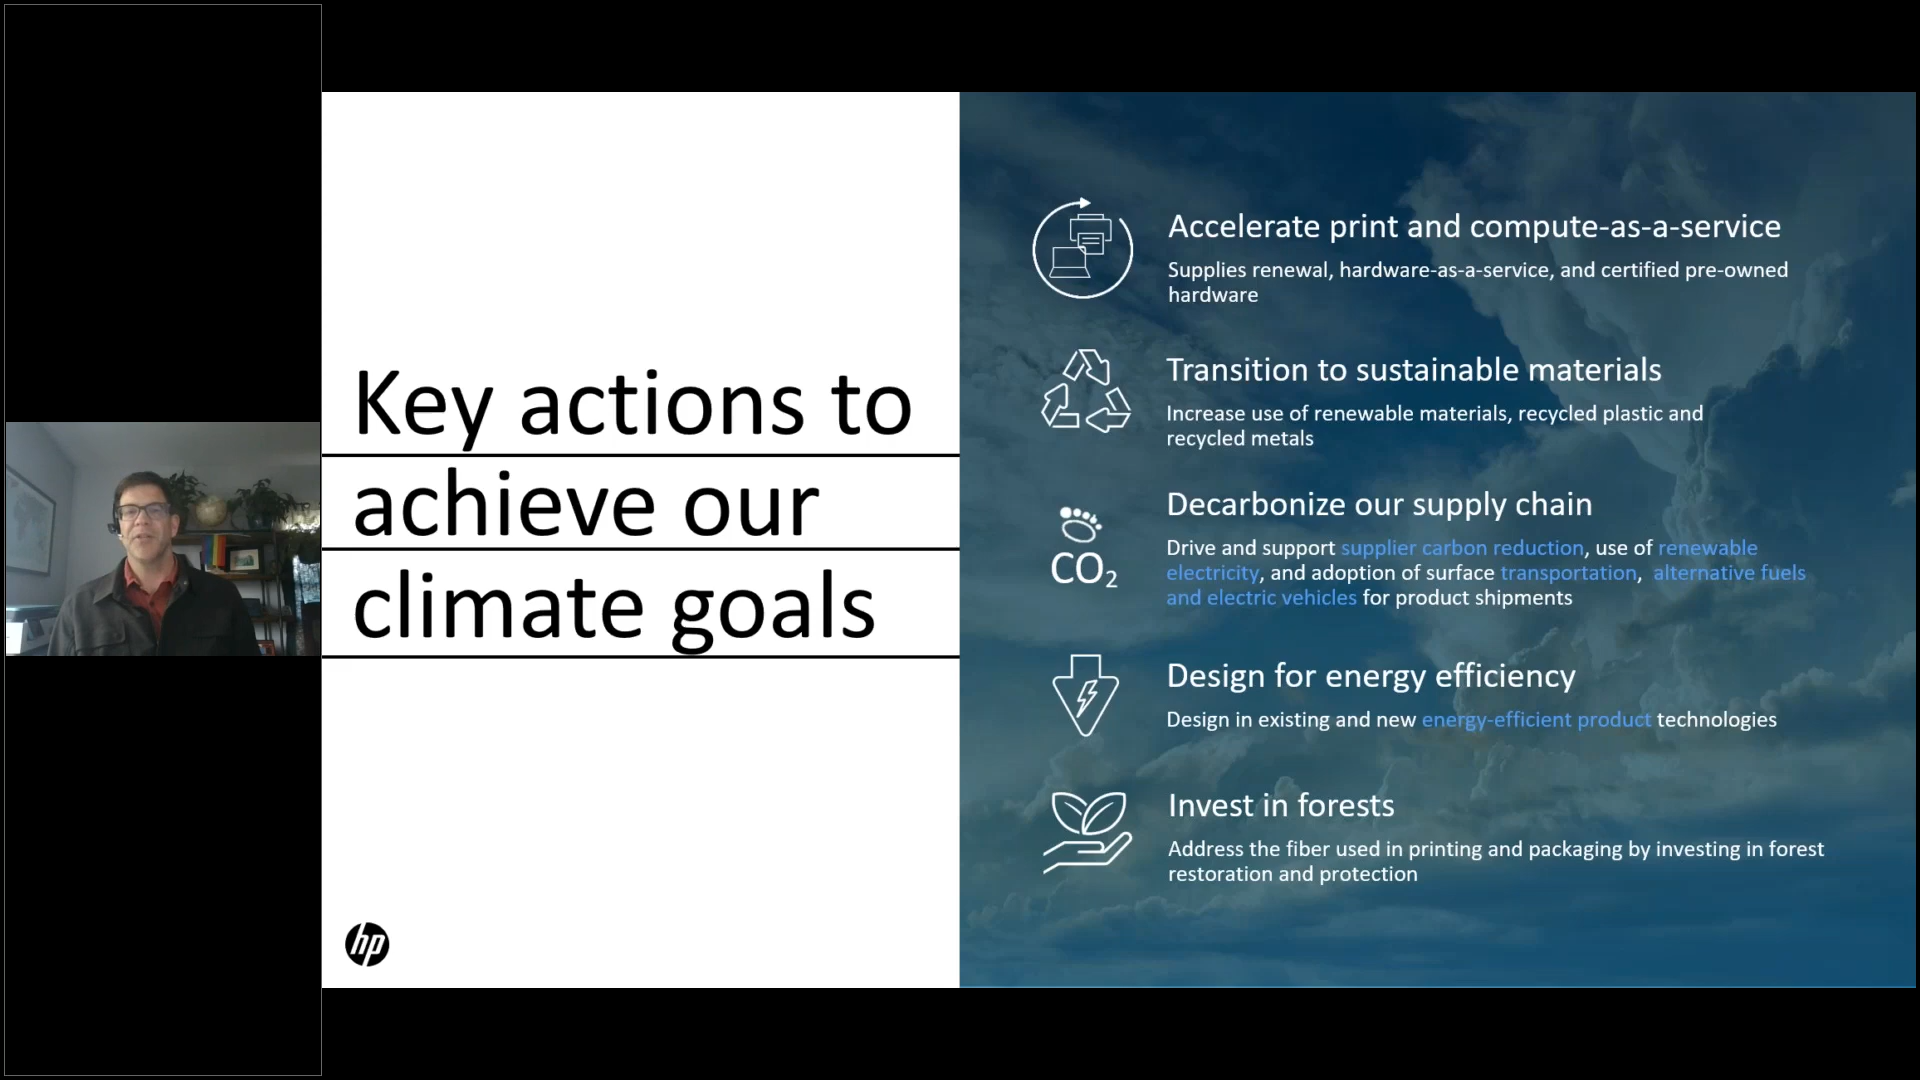 Key actions to
achieve our
climate goals
hp
Accelerate print and compute-as-a-service
Supplies renewal, hardware-as-a-service, and certified pre-owned
hardware
Transition to sustainable materials
Increase use of renewable materials, recycled plastic and
recycled metals
CO₂
Decarbonize our supply chain
Drive and support supplier carbon reduction, use of renewable
electricity, and adoption of surface transportation, alternative fuels
and electric vehicles for product shipments
Design for energy efficiency
Design in existing and new energy-efficient product technologies
Invest in forests
Address the fiber used in printing and packaging by investing in forest
restoration and protection